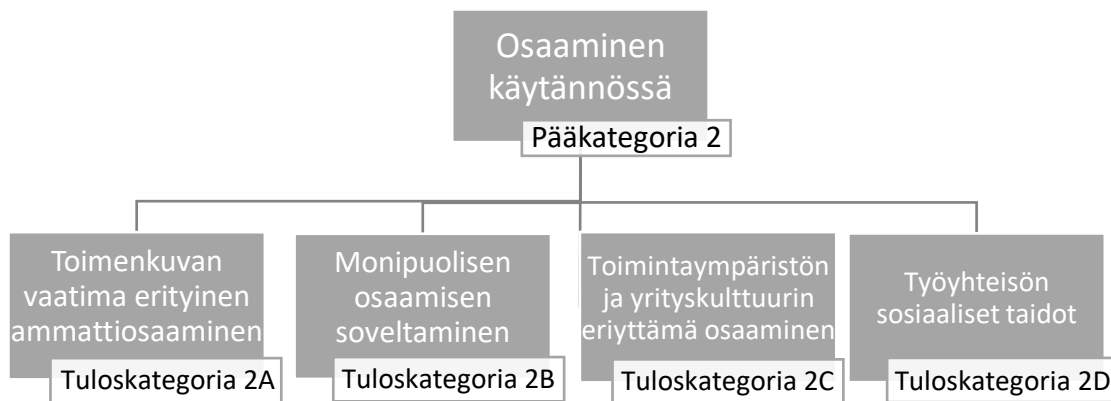 Osaaminen
käytännössä
Pääkategoria 2
Toimenkuvan
vaatima erityinen
ammattiosaaminen
Tuloskategoria 2A
Monipuolisen
osaamisen
soveltaminen
Tuloskategoria 2B
Toimintaympäristön
ja yrityskulttuurin
eriyttämä osaaminen
Tuloskategoria 2C
Työyhteisön
sosiaaliset taidot
Tuloskategoria 2D